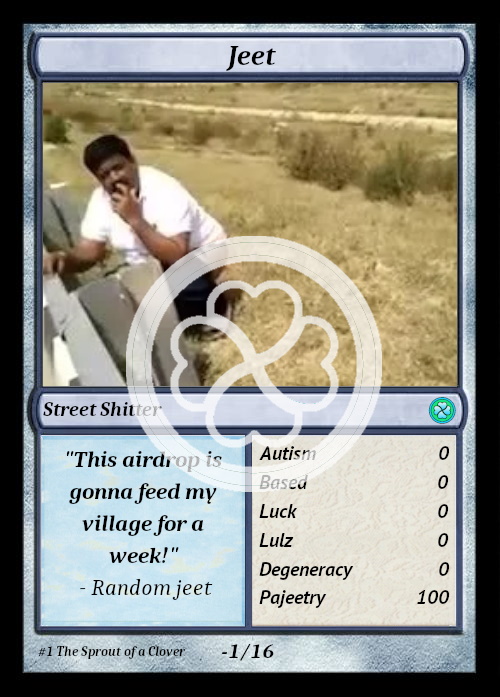 Jeet
Street Shitter
"This airdrop is
gonna feed my
village for a
week!"
- Random jeet
Autism 0
Based 0
Luck 0
Lulz 0
Degeneracy 0
Pajeetry 100
#1 The Sprout of a Clover
-1/16